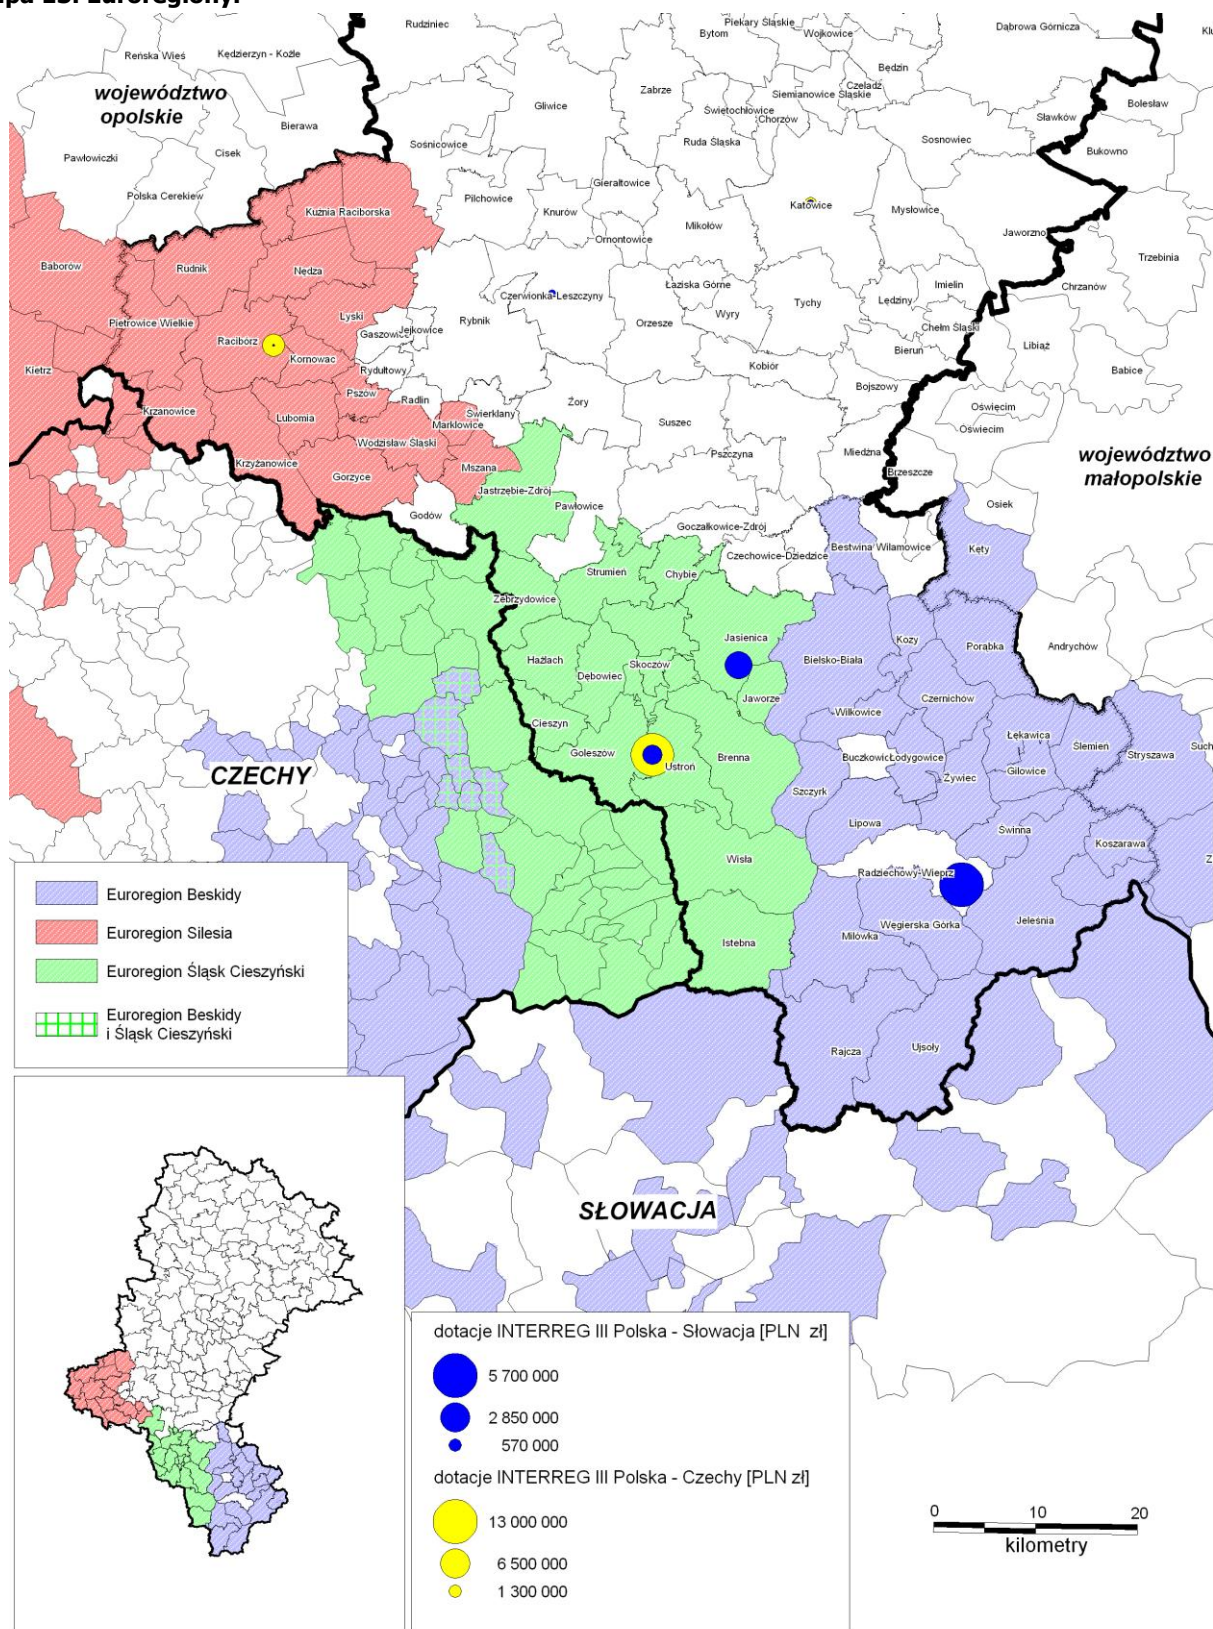 Euroregiony.
Rudziniec
Piekary Śląskie
Wojkowice
Dąbrowa Górnicza
Bytom
Reńska Wieś
Kędzierzyn - Koźle
Będzin
Zabrze
Czeladź
Siemianowice Śląskie
województwo
opolskie
Gliwice
Świętochłowice
Chorzów
Bolesław
Sławków
Bierawa
Sośnicowice
Ruda Śląska
Sosnowiec
Bukowno
Pawłowiczki
Cisek
Gierałtowice
Polska Cerekiew
Pilchowice
Knurów
Katowice
Mysłowice
Kuźnia Raciborska
Mikołów
Ornontowice
Jaworzno
Trzebinia
Baborów
Rudnik
Nędza
Czerwionka-Leszczyny
Łaziska Górne
Tychy
Lędziny
Imielin
Chrzanów
Pietrowice Wielkie
Lyski
Gaszowice
Jejkowice
Rybnik
Orzesze
Wyry
Chełm Śląski
Racibórz
Kornowac
Bieruń
Libiąż
Kietrz
Rydułtowy
Kobiór
Babice
Pszów
Radlin
Bojszowy
Krzanowice
Lubomia
Świerklany
Żory
Oświęcim
Marklowice
Suszec
Oświęcim
Wodzisław Śląski
Pszczyna
Miedźna
województwo
małopolskie
Krzyżanowice
Mszana
Brzeszcze
Gorzyce
Jastrzębie-Zdrój
Pawłowice
Osiek
Godów
Goczałkowice-Zdrój
Czechowice-Dziedzice
Bestwina
Wilamowice
Kęty
Strumień
Chybie
Zebrzydowice
Jasienica
Kozy
Porąbka
Andrychów
Hażlach
Skoczów
Bielsko-Biała
Dębowiec
Jaworze
Czernichów
Cieszyn
Wilkowice
Łękawica
Ślemień
Goleszów
Ustroń
Brenna
Buczkowice
Łodygowice
Stryszawa
Gilowice
CZECHY
Żywiec
Szczyrk
Lipowa
Świnna
Koszarawa
Wisła
Radziechowy-Wieprz
Euroregion Beskidy
Węgierska Górka
Jeleśnia
Euroregion Silesia
Milówka
Istebna
Euroregion Śląsk Cieszyński
Euroregion Beskidy
i Śląsk Cieszyński
Rajcza
Ujsoły
SŁOWACJA
dotacje INTERREG III Polska - Słowacja [PLN zł]
5 700 000
2 850 000
570 000
dotacje INTERREG III Polska - Czechy [PLN zł]
13 000 000
6 500 000
1 300 000
0 10 20
kilometry